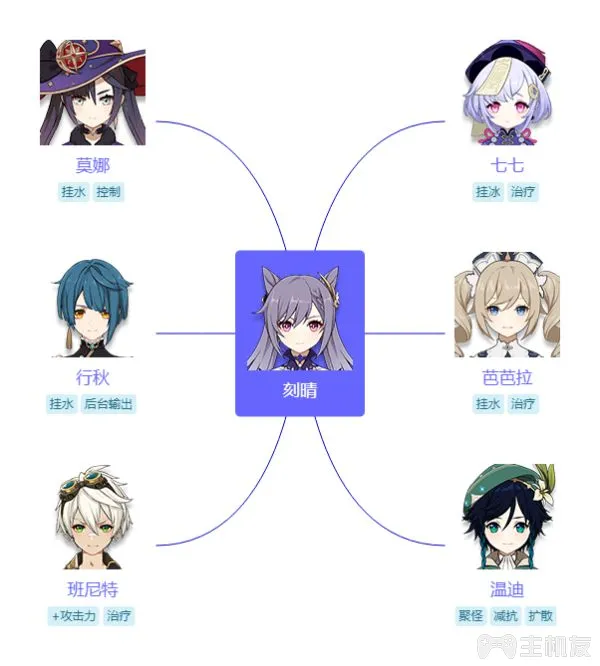 莫娜
挂水 控制
七七
挂冰 治疗
刻晴
行秋
挂水 后台输出
芭芭拉
挂水 治疗
班尼特
+攻击力 治疗
温迪
聚怪 减抗 扩散
主机友